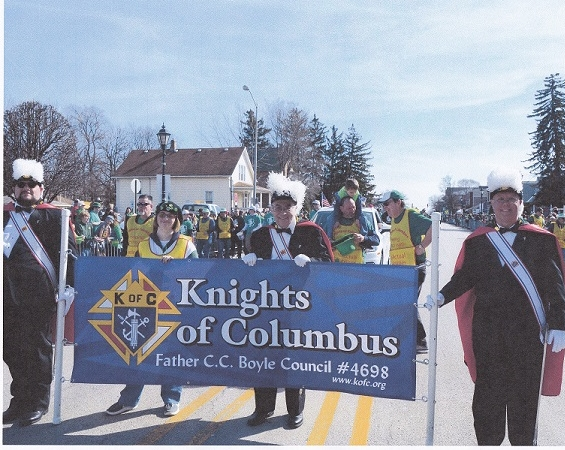 K OF C
Knights
of Columbus
Father C.C. Boyle Council #4698
www.kofc.org